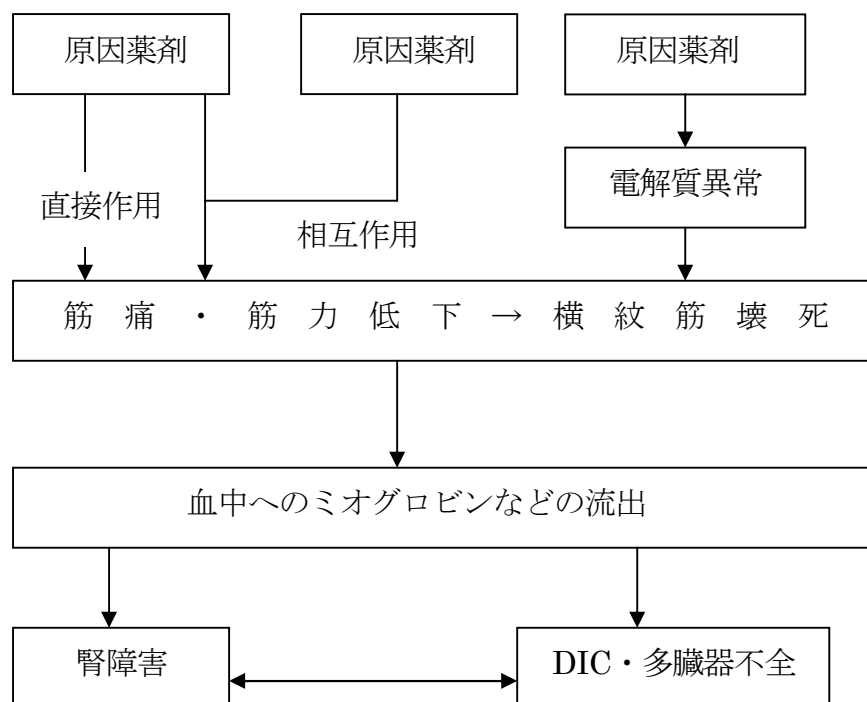 原因薬剤
原因薬剤
原因薬剤
電解質異常
直接作用
相互作用
筋痛・筋力低下→横紋筋壊死
血中へのミオグロビンなどの流出
腎障害
DIC・多臓器不全